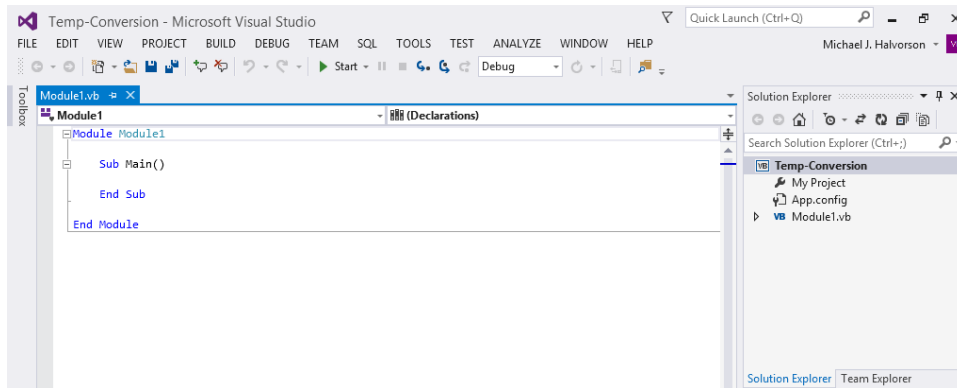 Temp-Conversion - Microsoft Visual Studio
Quick Launch (Ctrl+Q)
FILE EDIT VIEW PROJECT BUILD DEBUG TEAM SQL TOOLS TEST ANALYZE WINDOW HELP
Michael J. Halvorson
Start
Debug
Toolbox
Module1.vb
Module1
(Declarations)
Module Module1
Sub Main()
End Sub
End Module
Solution Explorer
Search Solution Explorer (Ctrl+;)
VB Temp-Conversion
My Project
App.config
VB Module1.vb
Solution Explorer Team Explorer